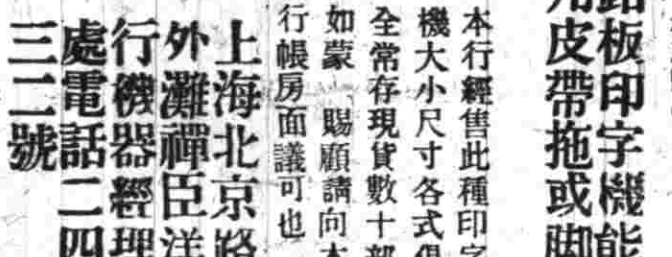 板印字機能
皮帶拖或脚
本行經售此種印字
機大小尺寸各式俱
全常存現貨數十部
如蒙 賜顧請向本
行帳房面議可也
上海北京路
外灘禪臣洋
行機器經理
處電話二四
三二號